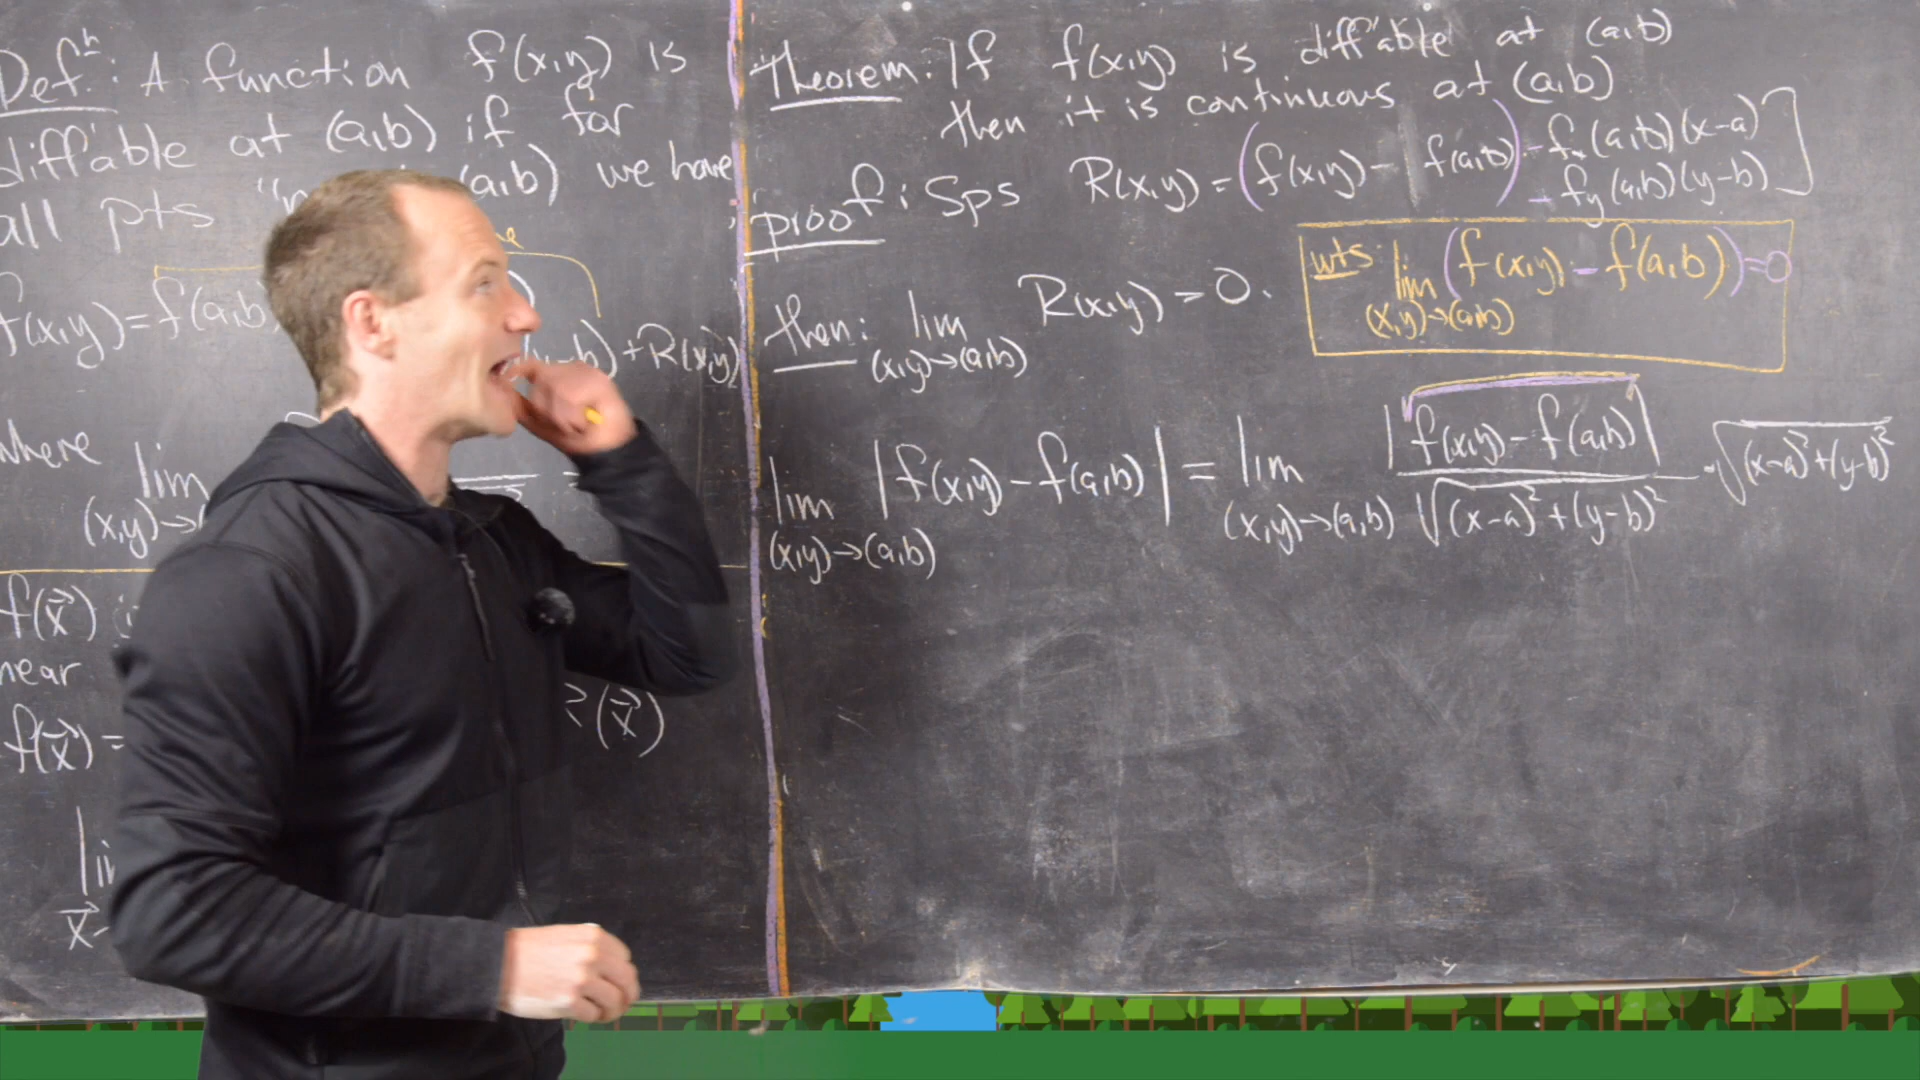 Defⁿ: A function f(x,y) is
diff'able at (a,b) if for
all pts (a,b) we have
f(x,y)=f(a,b) (y-b)+R(x,y)
where lim
(x,y)→
f(x⃗)
near
f(x⃗) = (x⃗)
x⃗→
Theorem: If f(x,y) is diff'able at (a,b)
then it is continuous at (a,b)
proof: Sps R(x,y) = (f(x,y) - f(a,b)) - fₓ(a,b)(x-a)
- f_y(a,b)(y-b)
wts: lim (f(x,y) - f(a,b)) = 0
(x,y)→(a,b)
then: lim R(x,y) = 0.
(x,y)→(a,b)
lim |f(x,y) - f(a,b)| = lim |f(x,y) - f(a,b)| / √((x-a)²+(y-b)²) · √((x-a)²+(y-b)²)
(x,y)→(a,b) (x,y)→(a,b)